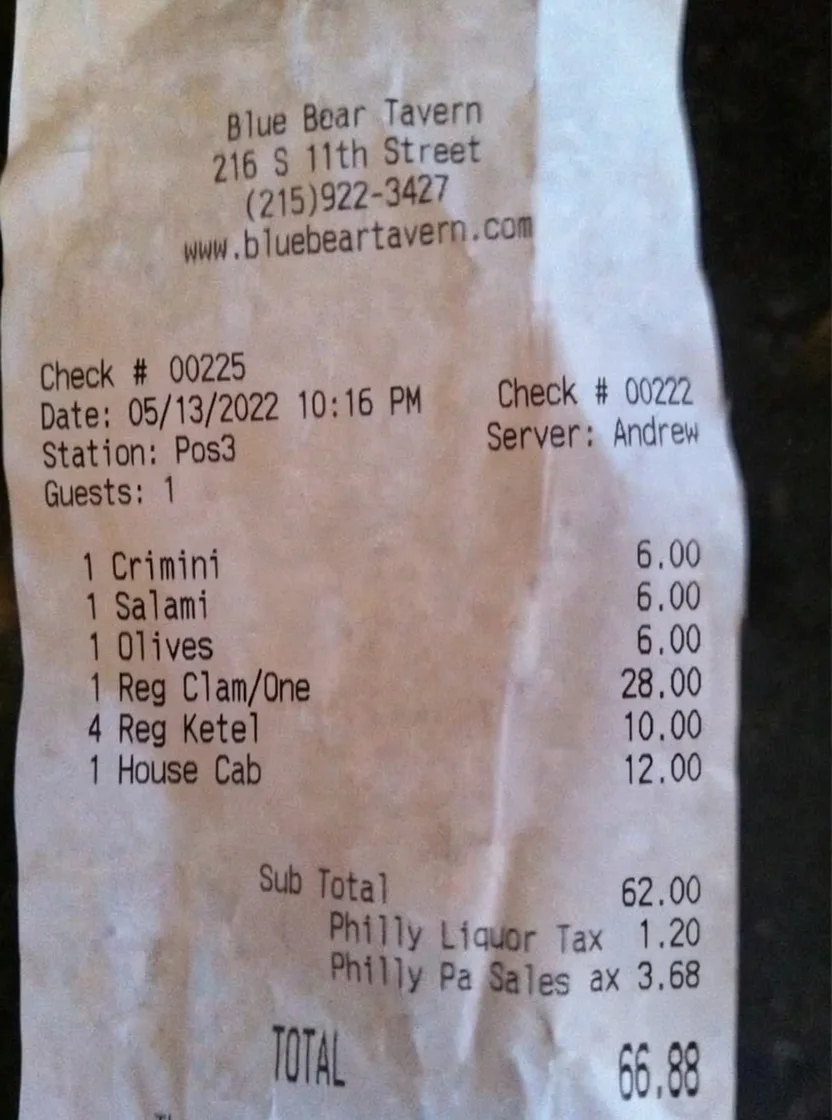 Blue Bear Tavern
216 S 11th Street
(215)922-3427
www.bluebeartavern.com
Check # 00225
Date: 05/13/2022 10:16 PM
Check # 00222
Station: Pos3
Server: Andrew
Guests: 1
1 Crimini 6.00
1 Salami 6.00
1 Olives 6.00
1 Reg Clam/One 28.00
4 Reg Ketel 10.00
1 House Cab 12.00
Sub Total 62.00
Philly Liquor Tax 1.20
Philly Pa Sales ax 3.68
TOTAL 66.88